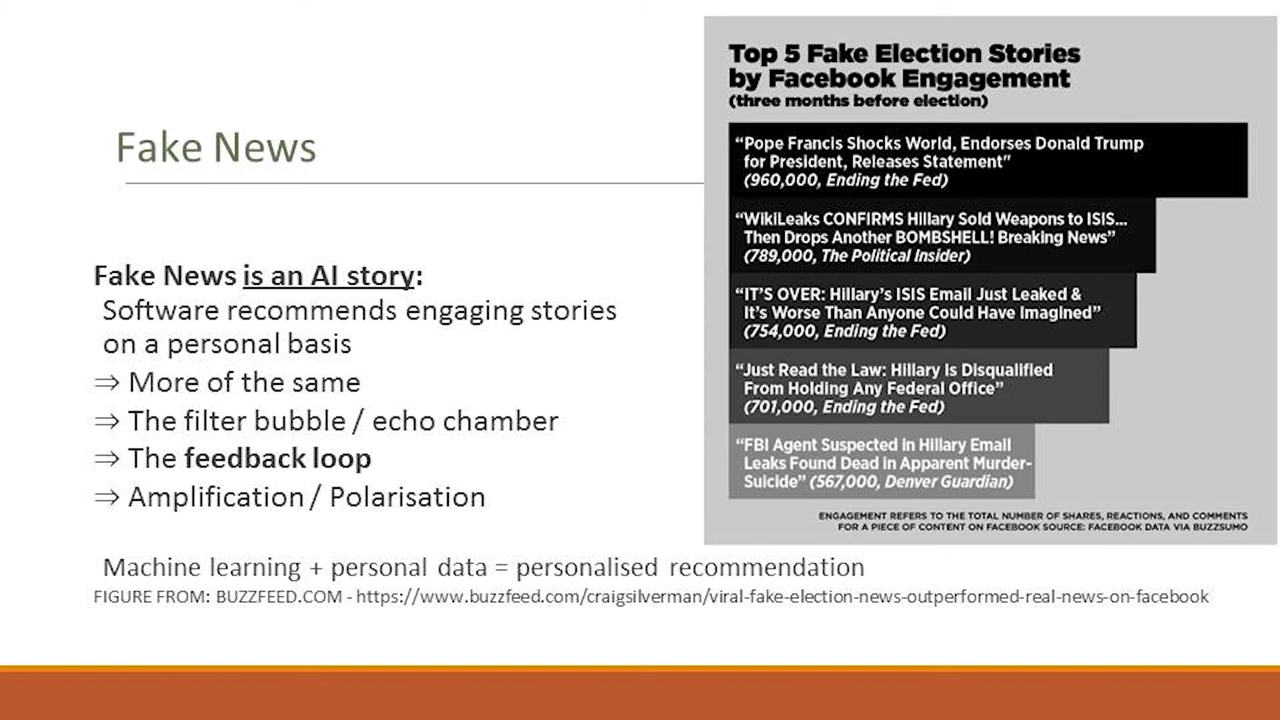 Fake News
Fake News is an AI story:
Software recommends engaging stories
on a personal basis
⇒ More of the same
⇒ The filter bubble / echo chamber
⇒ The feedback loop
⇒ Amplification / Polarisation
Machine learning + personal data = personalised recommendation
FIGURE FROM: BUZZFEED.COM - https://www.buzzfeed.com/craigsilverman/viral-fake-election-news-outperformed-real-news-on-facebook
Top 5 Fake Election Stories
by Facebook Engagement
(three months before election)
“Pope Francis Shocks World, Endorses Donald Trump
for President, Releases Statement"
(960,000, Ending the Fed)
“WikiLeaks CONFIRMS Hillary Sold Weapons to ISIS...
Then Drops Another BOMBSHELL! Breaking News”
(789,000, The Political Insider)
“IT’S OVER: Hillary’s ISIS Email Just Leaked &
It’s Worse Than Anyone Could Have Imagined”
(754,000, Ending the Fed)
“Just Read the Law: Hillary Is Disqualified
From Holding Any Federal Office”
(701,000, Ending the Fed)
“FBI Agent Suspected in Hillary Email
Leaks Found Dead in Apparent Murder-
Suicide” (567,000, Denver Guardian)
ENGAGEMENT REFERS TO THE TOTAL NUMBER OF SHARES, REACTIONS, AND COMMENTS
FOR A PIECE OF CONTENT ON FACEBOOK SOURCE: FACEBOOK DATA VIA BUZZSUMO